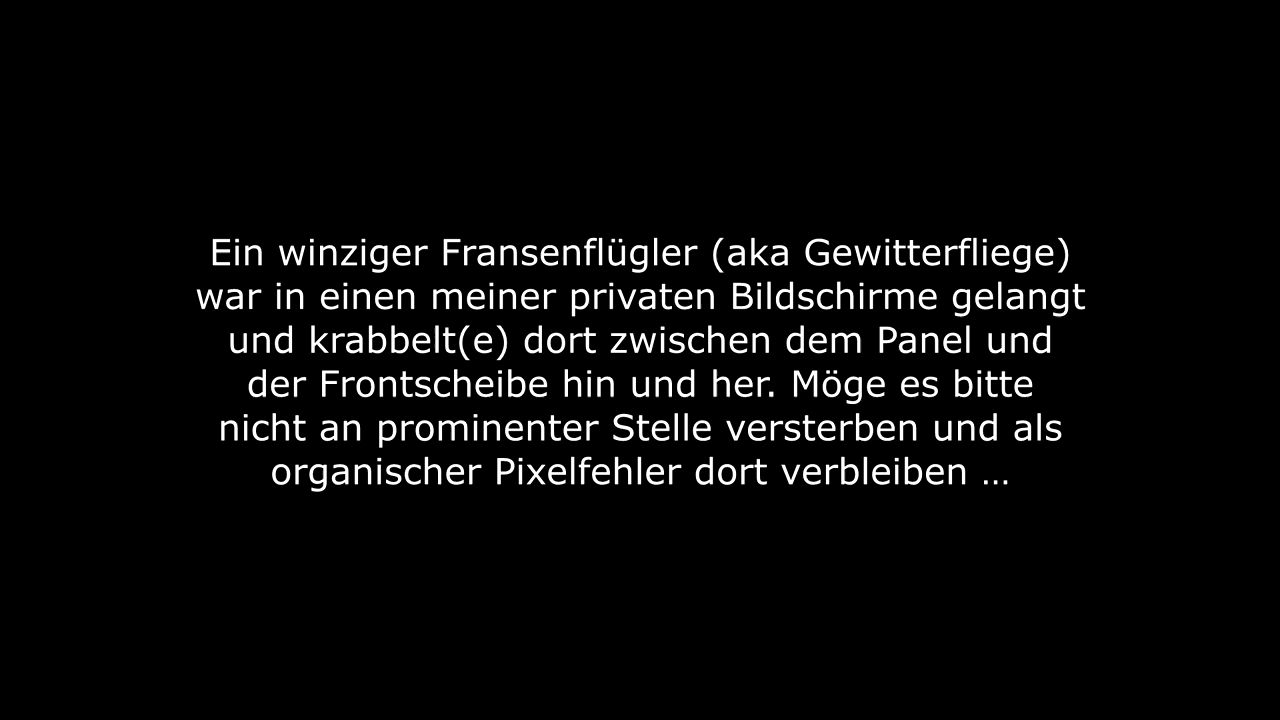 Ein winziger Fransenflügler (aka Gewitterfliege)
war in einen meiner privaten Bildschirme gelangt
und krabbelt(e) dort zwischen dem Panel und
der Frontscheibe hin und her. Möge es bitte
nicht an prominenter Stelle versterben und als
organischer Pixelfehler dort verbleiben …